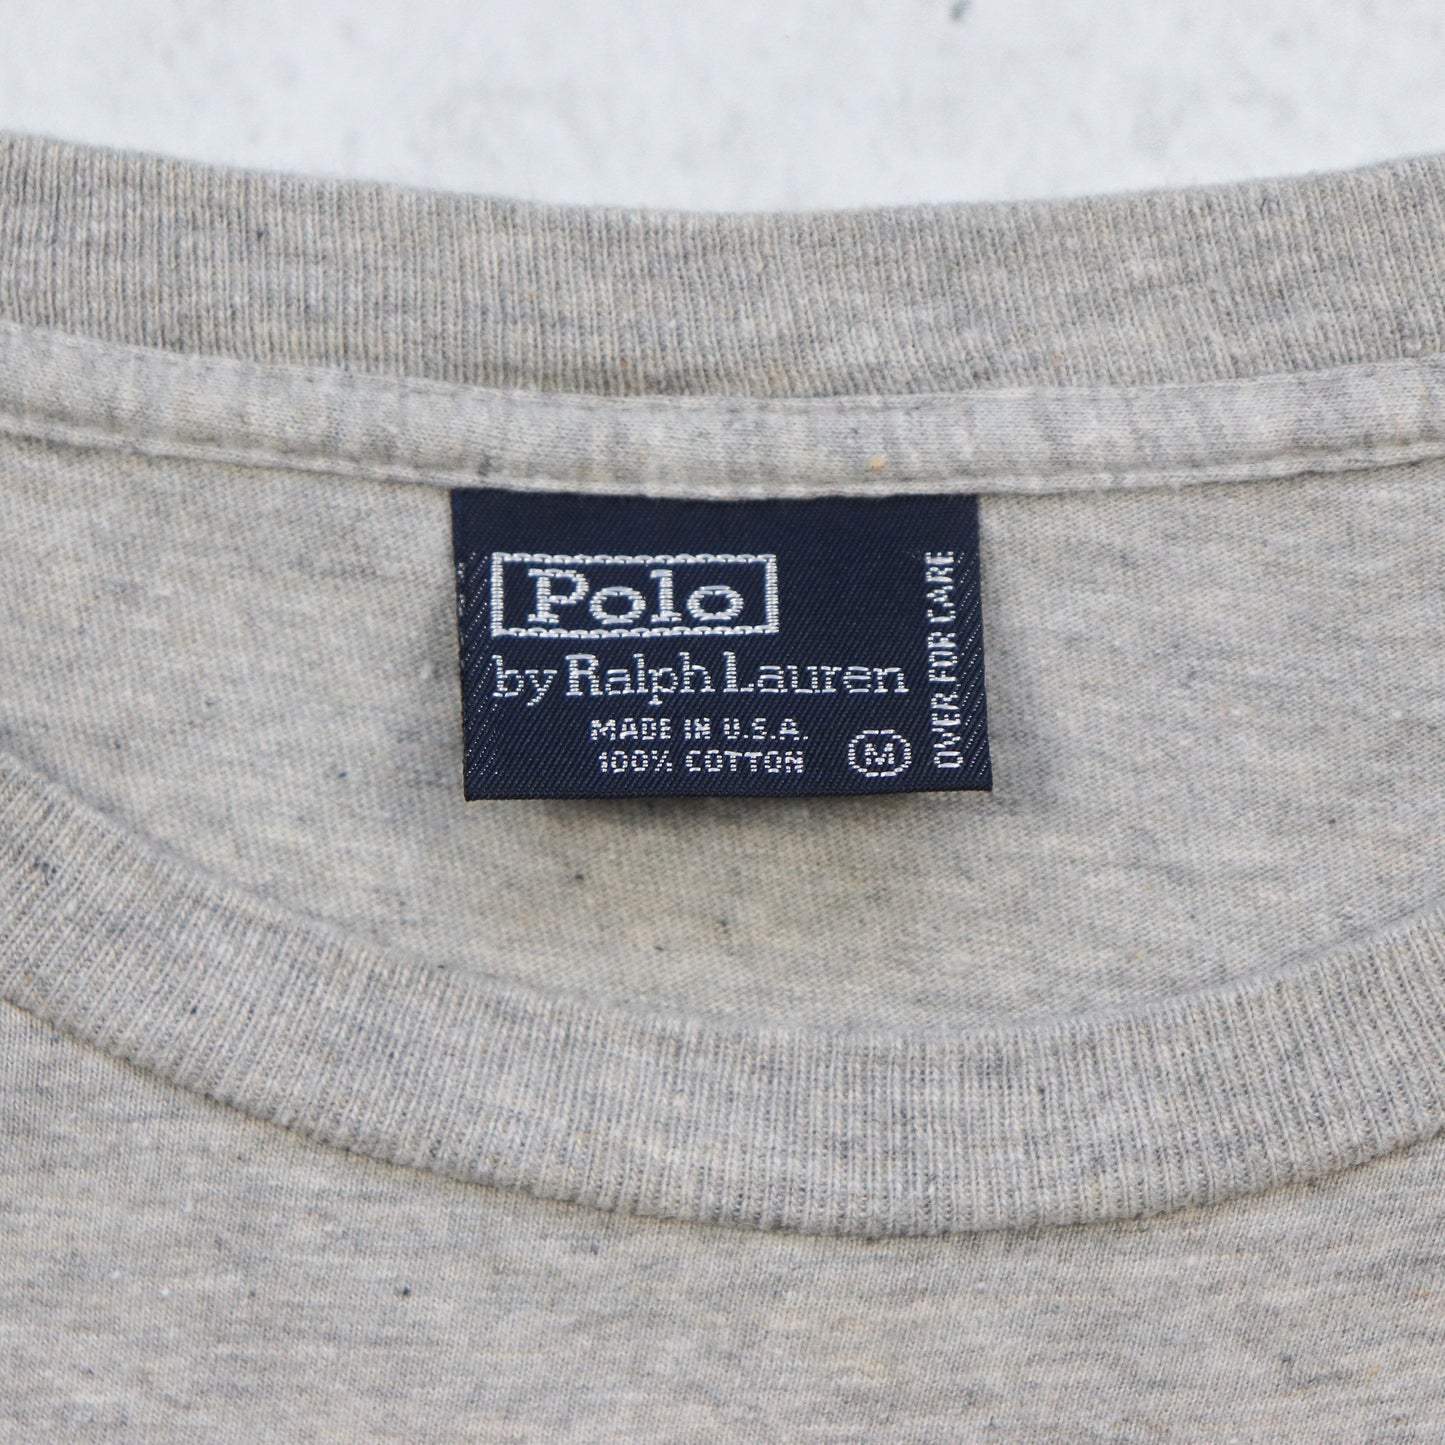 Polo
by Ralph Lauren
MADE IN U.S.A.
100% COTTON
M
OVER FOR CARE